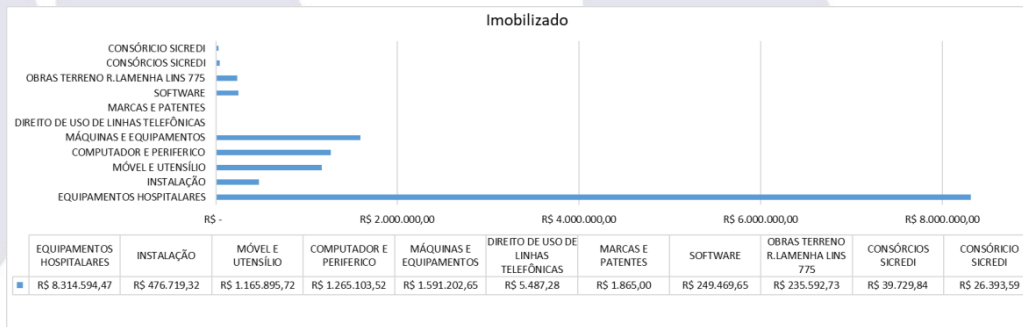 Imobilizado
CONSÓRICIO SICREDI
CONSÓRCIOS SICREDI
OBRAS TERRENO R.LAMENHA LINS 775
SOFTWARE
MARCAS E PATENTES
DIREITO DE USO DE LINHAS TELEFÔNICAS
MÁQUINAS E EQUIPAMENTOS
COMPUTADOR E PERIFERICO
MÓVEL E UTENSÍLIO
INSTALAÇÃO
EQUIPAMENTOS HOSPITALARES
R$ - R$ 2.000.000,00 R$ 4.000.000,00 R$ 6.000.000,00 R$ 8.000.000,00
EQUIPAMENTOS
HOSPITALARES
INSTALAÇÃO
MÓVEL E
UTENSÍLIO
COMPUTADOR E
PERIFERICO
MÁQUINAS E
EQUIPAMENTOS
DIREITO DE USO DE
LINHAS
TELEFÔNICAS
MARCAS E
PATENTES
SOFTWARE
OBRAS TERRENO
R.LAMENHA LINS
775
CONSÓRCIOS
SICREDI
CONSÓRICIO
SICREDI
R$ 8.314.594,47 R$ 476.719,32 R$ 1.165.895,72 R$ 1.265.103,52 R$ 1.591.202,65 R$ 5.487,28 R$ 1.865,00 R$ 249.469,65 R$ 235.592,73 R$ 39.729,84 R$ 26.393,59